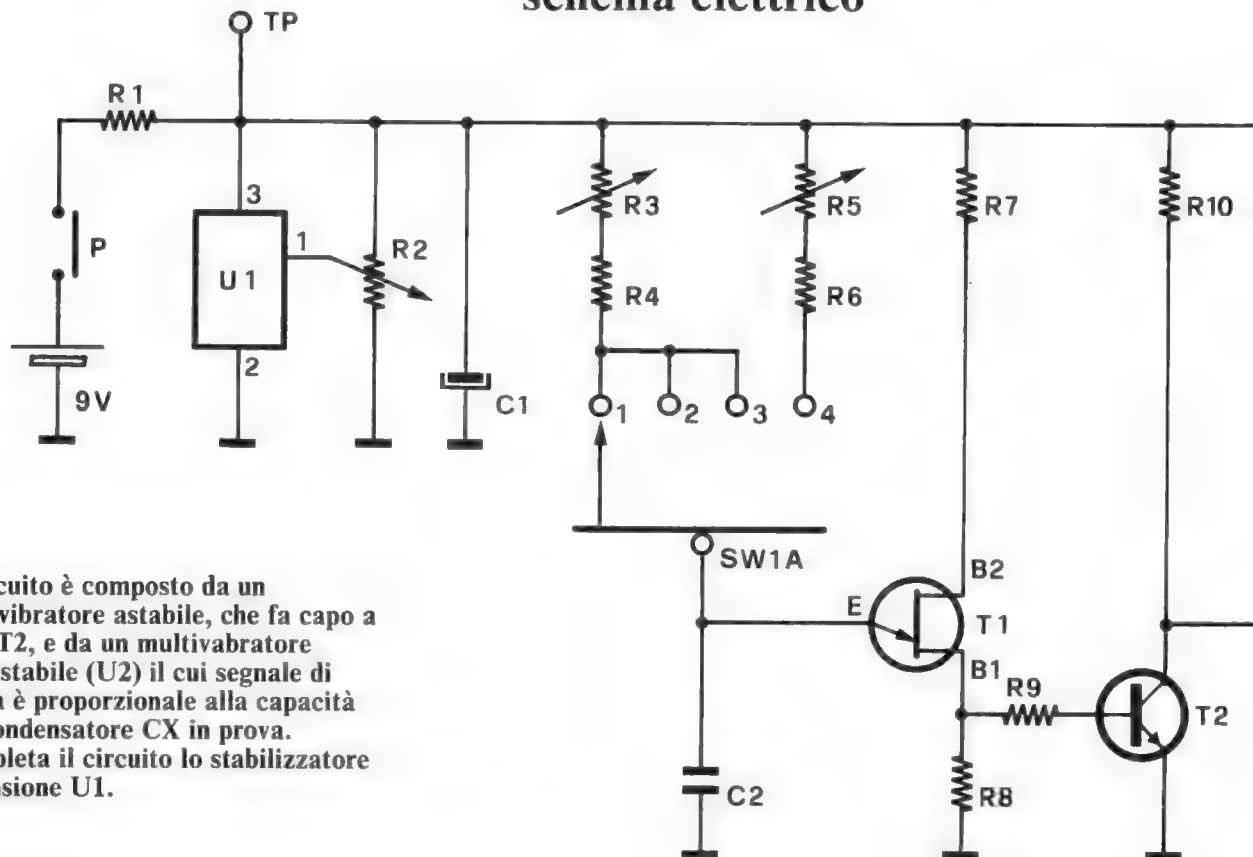 schema elettrico
TP
R1
3
P
1
R2
U1
R3
R5
R7
R10
R4
R6
2
9V
C1
1
2
3
4
SW1A
B2
E
T1
B1
R9
T2
C2
R8
cuito è composto da un
vibratore astabile, che fa capo a
T2, e da un multivabratore
stabile (U2) il cui segnale di
è proporzionale alla capacità
ondensatore CX in prova.
pleta il circuito lo stabilizzatore
sione U1.